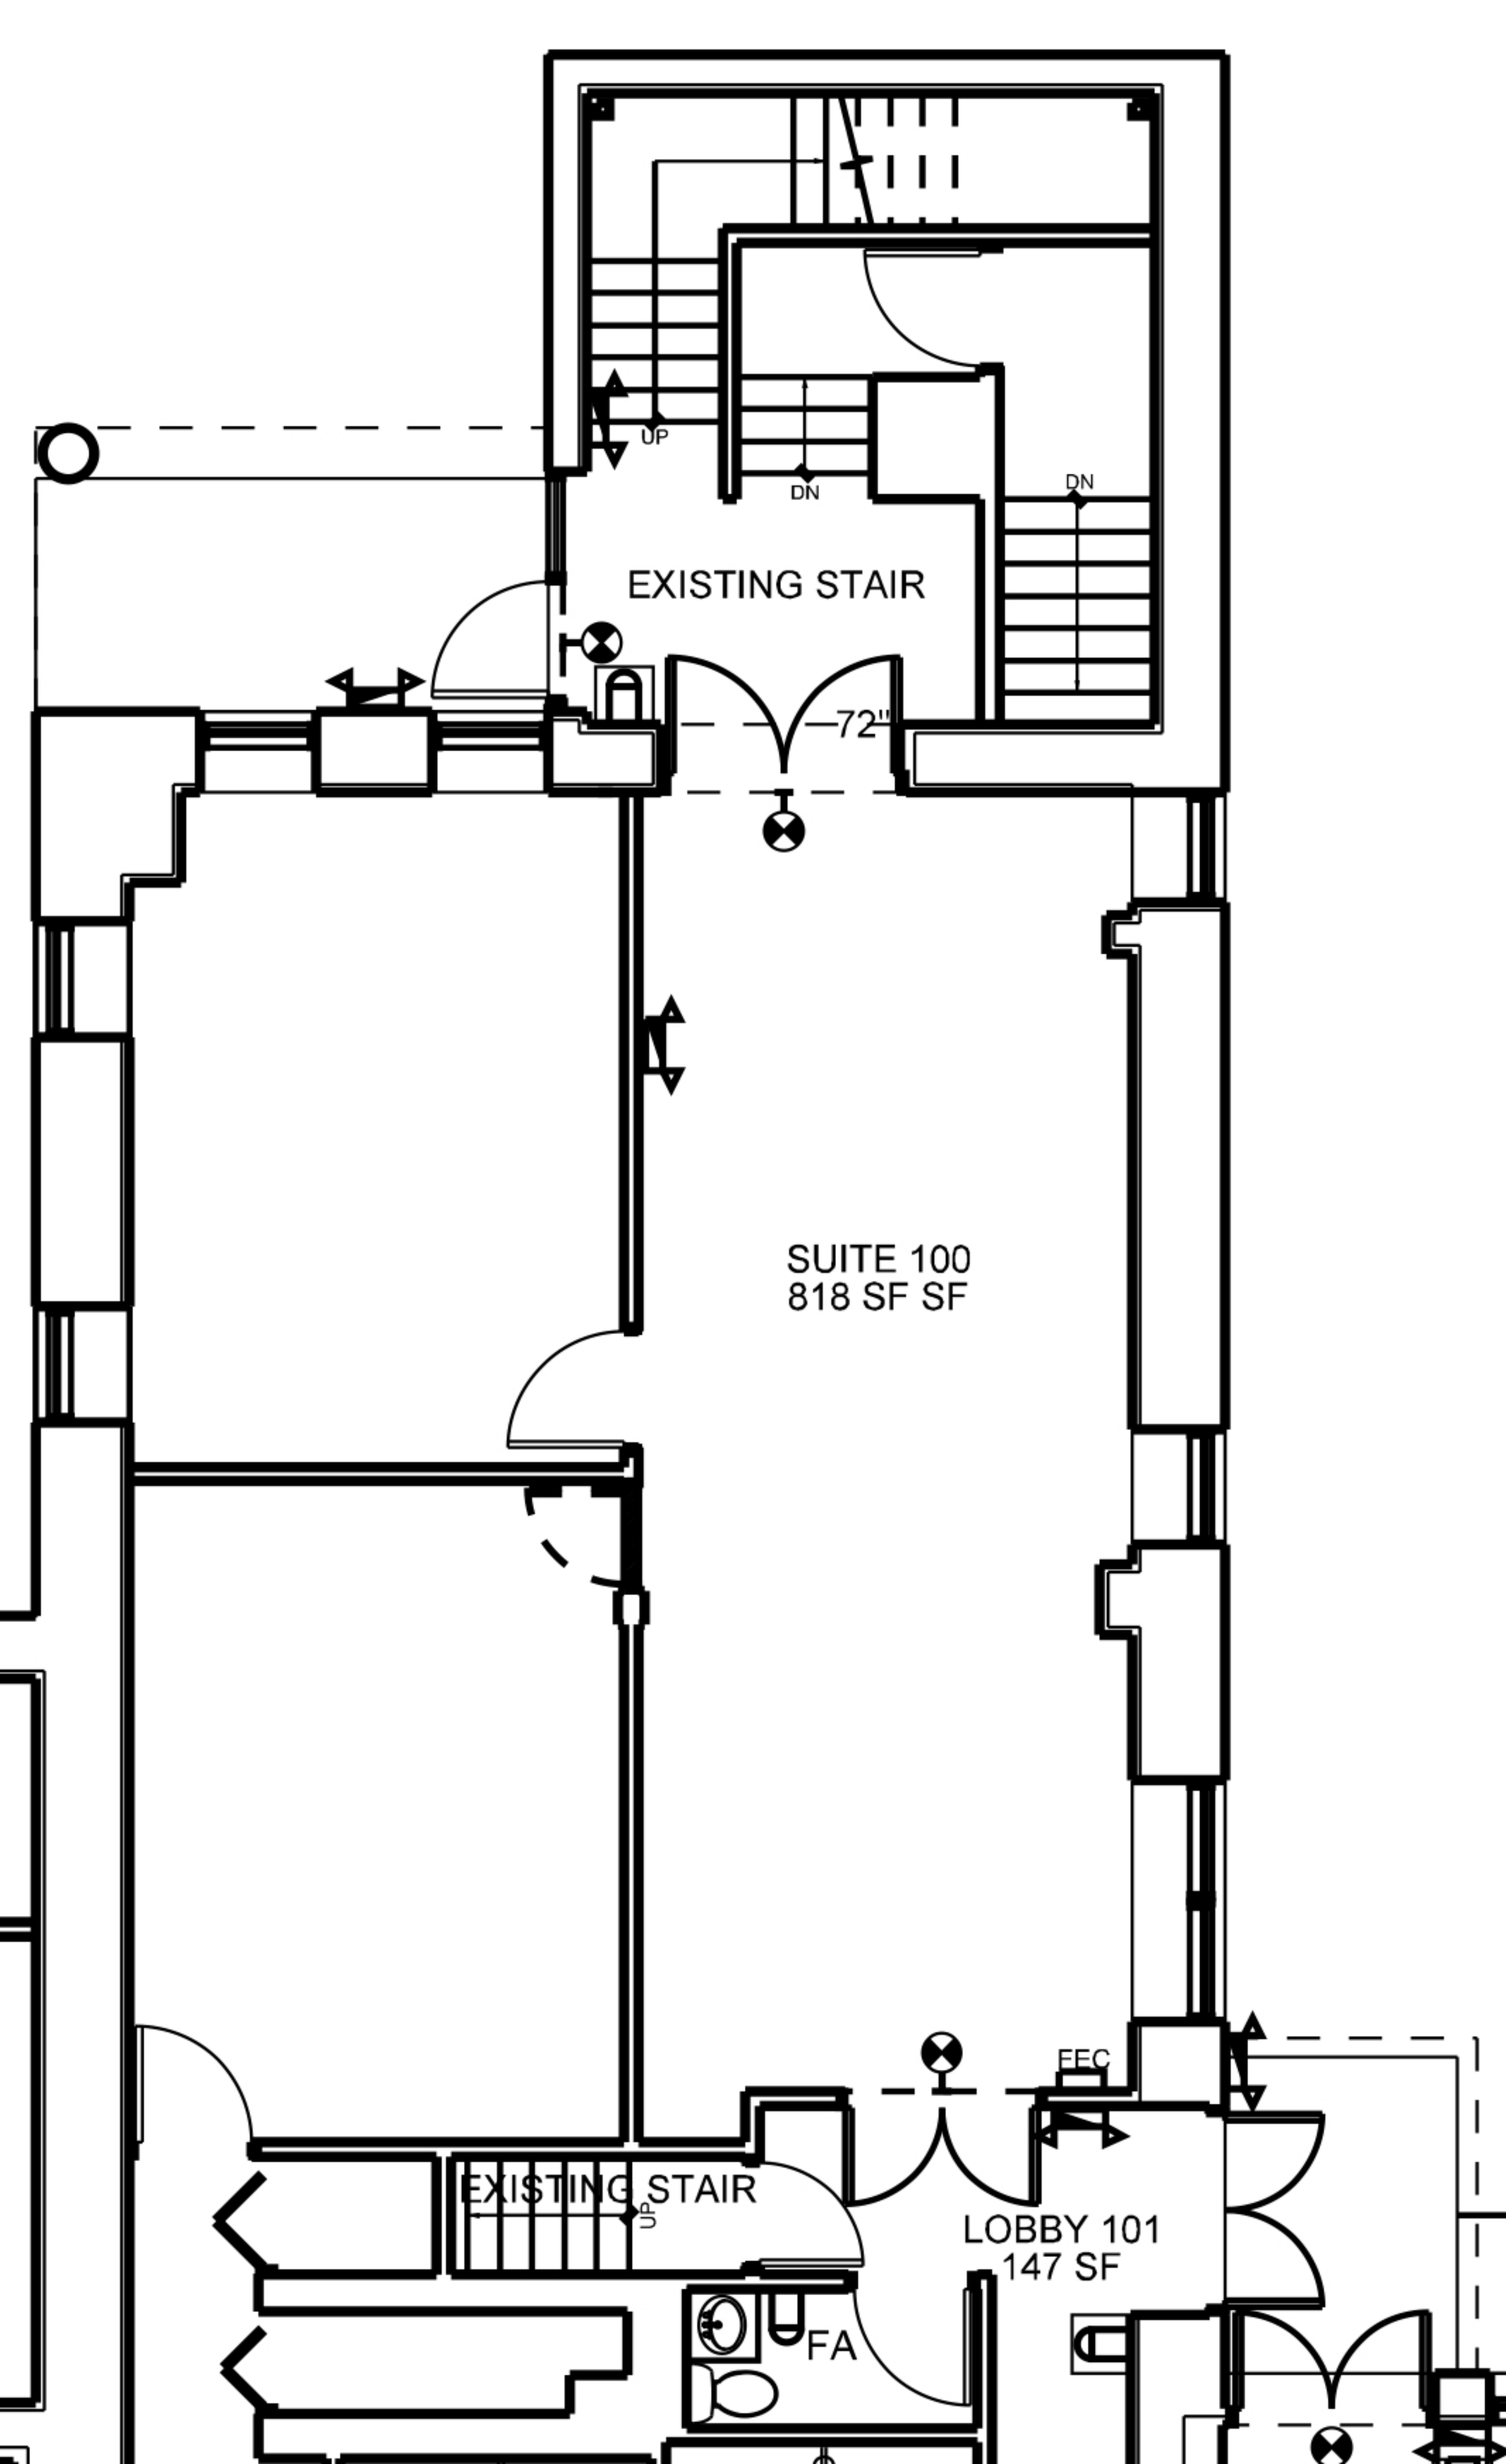 UP
DN
DN
EXISTING STAIR
72"
SUITE 100
818 SF SF
FEC
EXISTING STAIR
UP
LOBBY 101
147 SF
FA